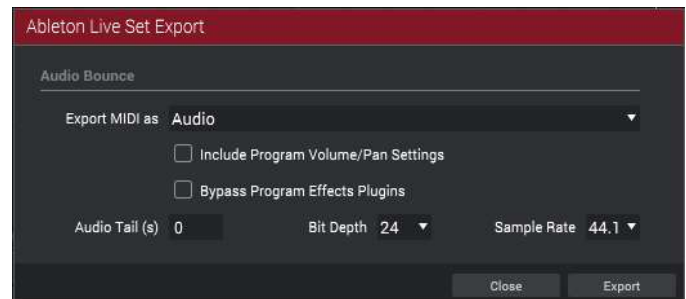 Ableton Live Set Export
Audio Bounce
Export MIDI as Audio
Include Program Volume/Pan Settings
Bypass Program Effects Plugins
Audio Tail (s) 0 Bit Depth 24 Sample Rate 44.1
Close Export